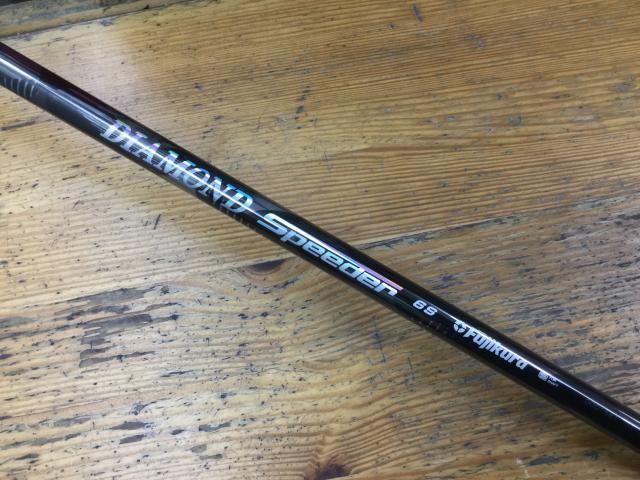 DIAMOND Speeder 6S Fujikura